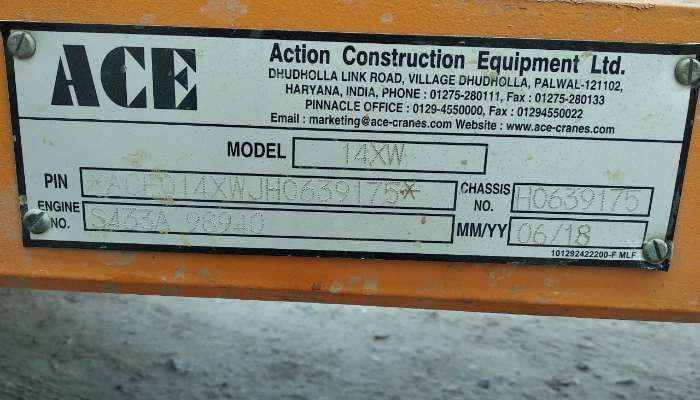 ACE
Action Construction Equipment Ltd.
DHUDHOLLA LINK ROAD, VILLAGE DHUDHOLLA, PALWAL-121102,
HARYANA, INDIA, PHONE : 01275-280111, Fax : 01275-280133
PINNACLE OFFICE : 0129-4550000, Fax : 01294550022
Email : marketing@ace-cranes.com Website : www.ace-cranes.com
MODEL 14XW
PIN *ACED14XWJH0639175* CHASSIS NO. H0639175
ENGINE NO. S433A 98940 MM/YY 06/18
101292422200-F MLF